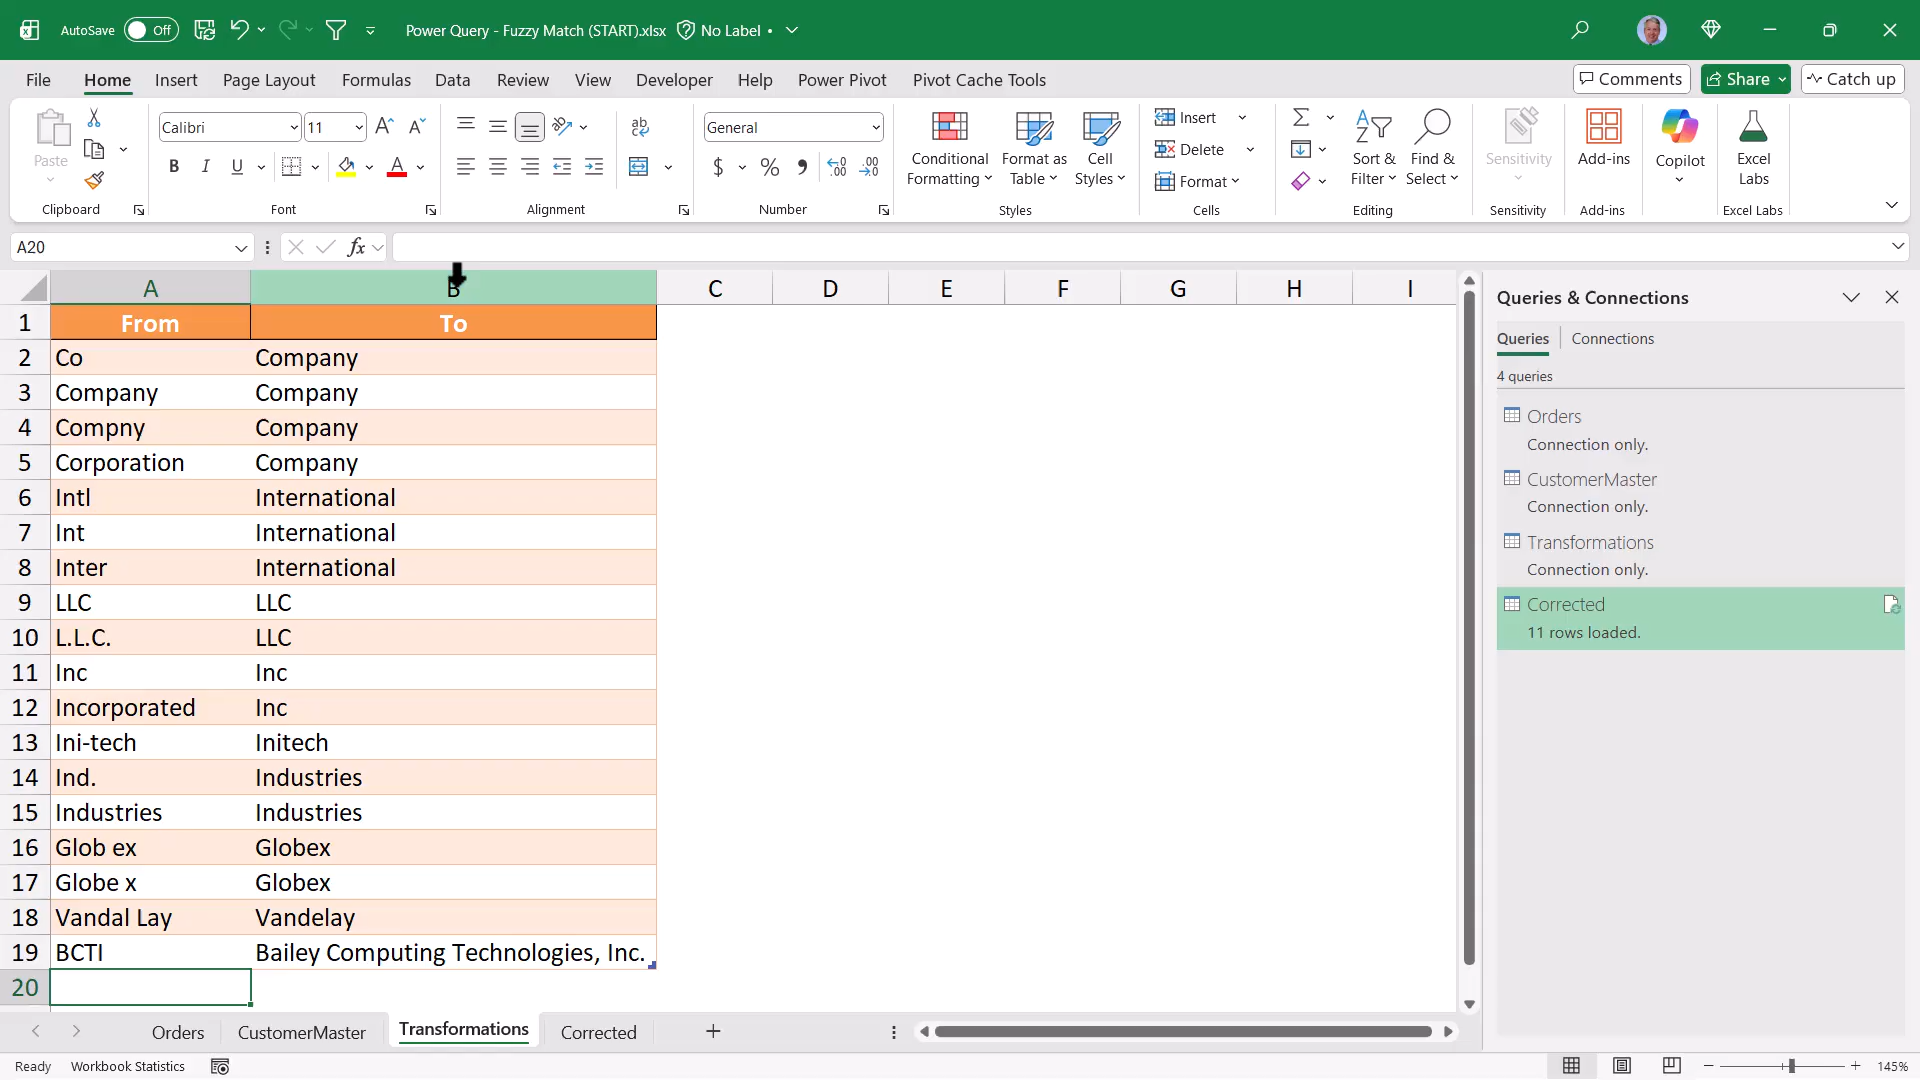 AutoSave Off Power Query - Fuzzy Match (START).xlsx No Label •
File Home Insert Page Layout Formulas Data Review View Developer Help Power Pivot Pivot Cache Tools Comments Share Catch up
Paste
Clipboard
Calibri 11
B I U A
Font
ab
Alignment
General
$ % .00 .00
Number
Conditional Formatting
Format as Table
Cell Styles
Styles
Insert
Delete
Format
Cells
Sort & Filter
Find & Select
Editing
Sensitivity
Sensitivity
Add-ins
Add-ins
Copilot
Excel Labs
Excel Labs
A20 fx
A B C D E F G H I
1 From To
2 Co Company
3 Company Company
4 Compny Company
5 Corporation Company
6 Intl International
7 Int International
8 Inter International
9 LLC LLC
10 L.L.C. LLC
11 Inc Inc
12 Incorporated Inc
13 Ini-tech Initech
14 Ind. Industries
15 Industries Industries
16 Glob ex Globex
17 Globe x Globex
18 Vandal Lay Vandelay
19 BCTI Bailey Computing Technologies, Inc.
20
Queries & Connections
Queries Connections
4 queries
Orders
Connection only.
CustomerMaster
Connection only.
Transformations
Connection only.
Corrected
11 rows loaded.
Orders CustomerMaster Transformations Corrected
Ready Workbook Statistics 145%